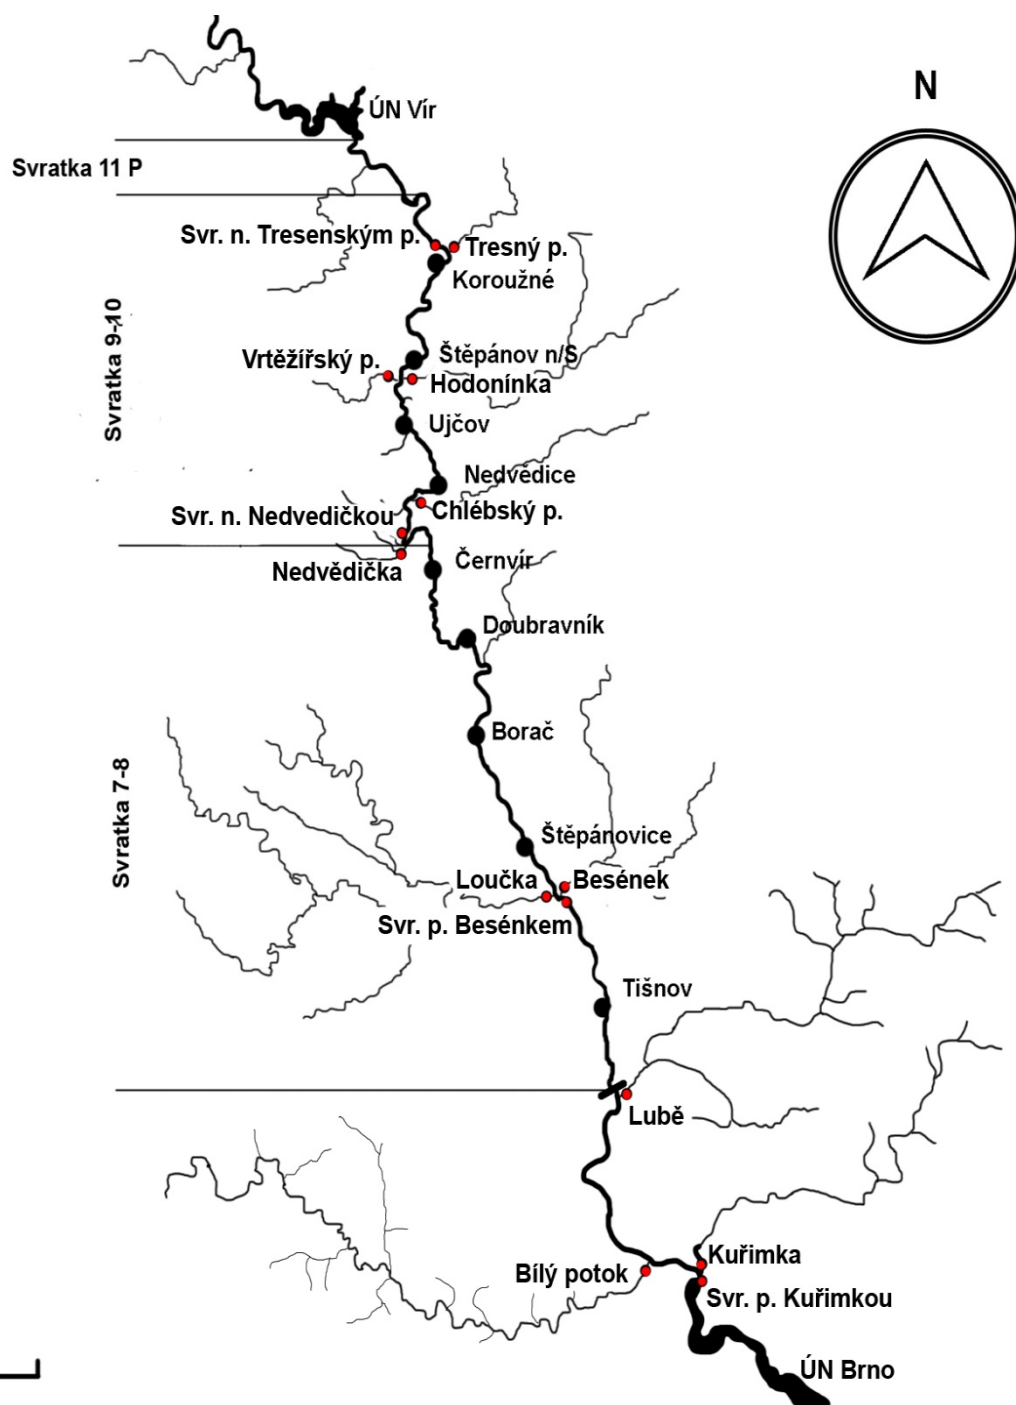 N
ÚN Vír
Svratka 11 P
Svr. n. Tresenským p.
Tresný p.
Koroužné
Svratka 9-10
Štěpánov n/S
Vrtěžířský p.
Hodonínka
Ujčov
Nedvědice
Chlébský p.
Svr. n. Nedvedičkou
Černvír
Nedvědička
Doubravník
Borač
Svratka 7-8
Štěpánovice
Loučka
Besének
Svr. p. Besénkem
Tišnov
Lubě
Kuřimka
Bílý potok
Svr. p. Kuřimkou
ÚN Brno